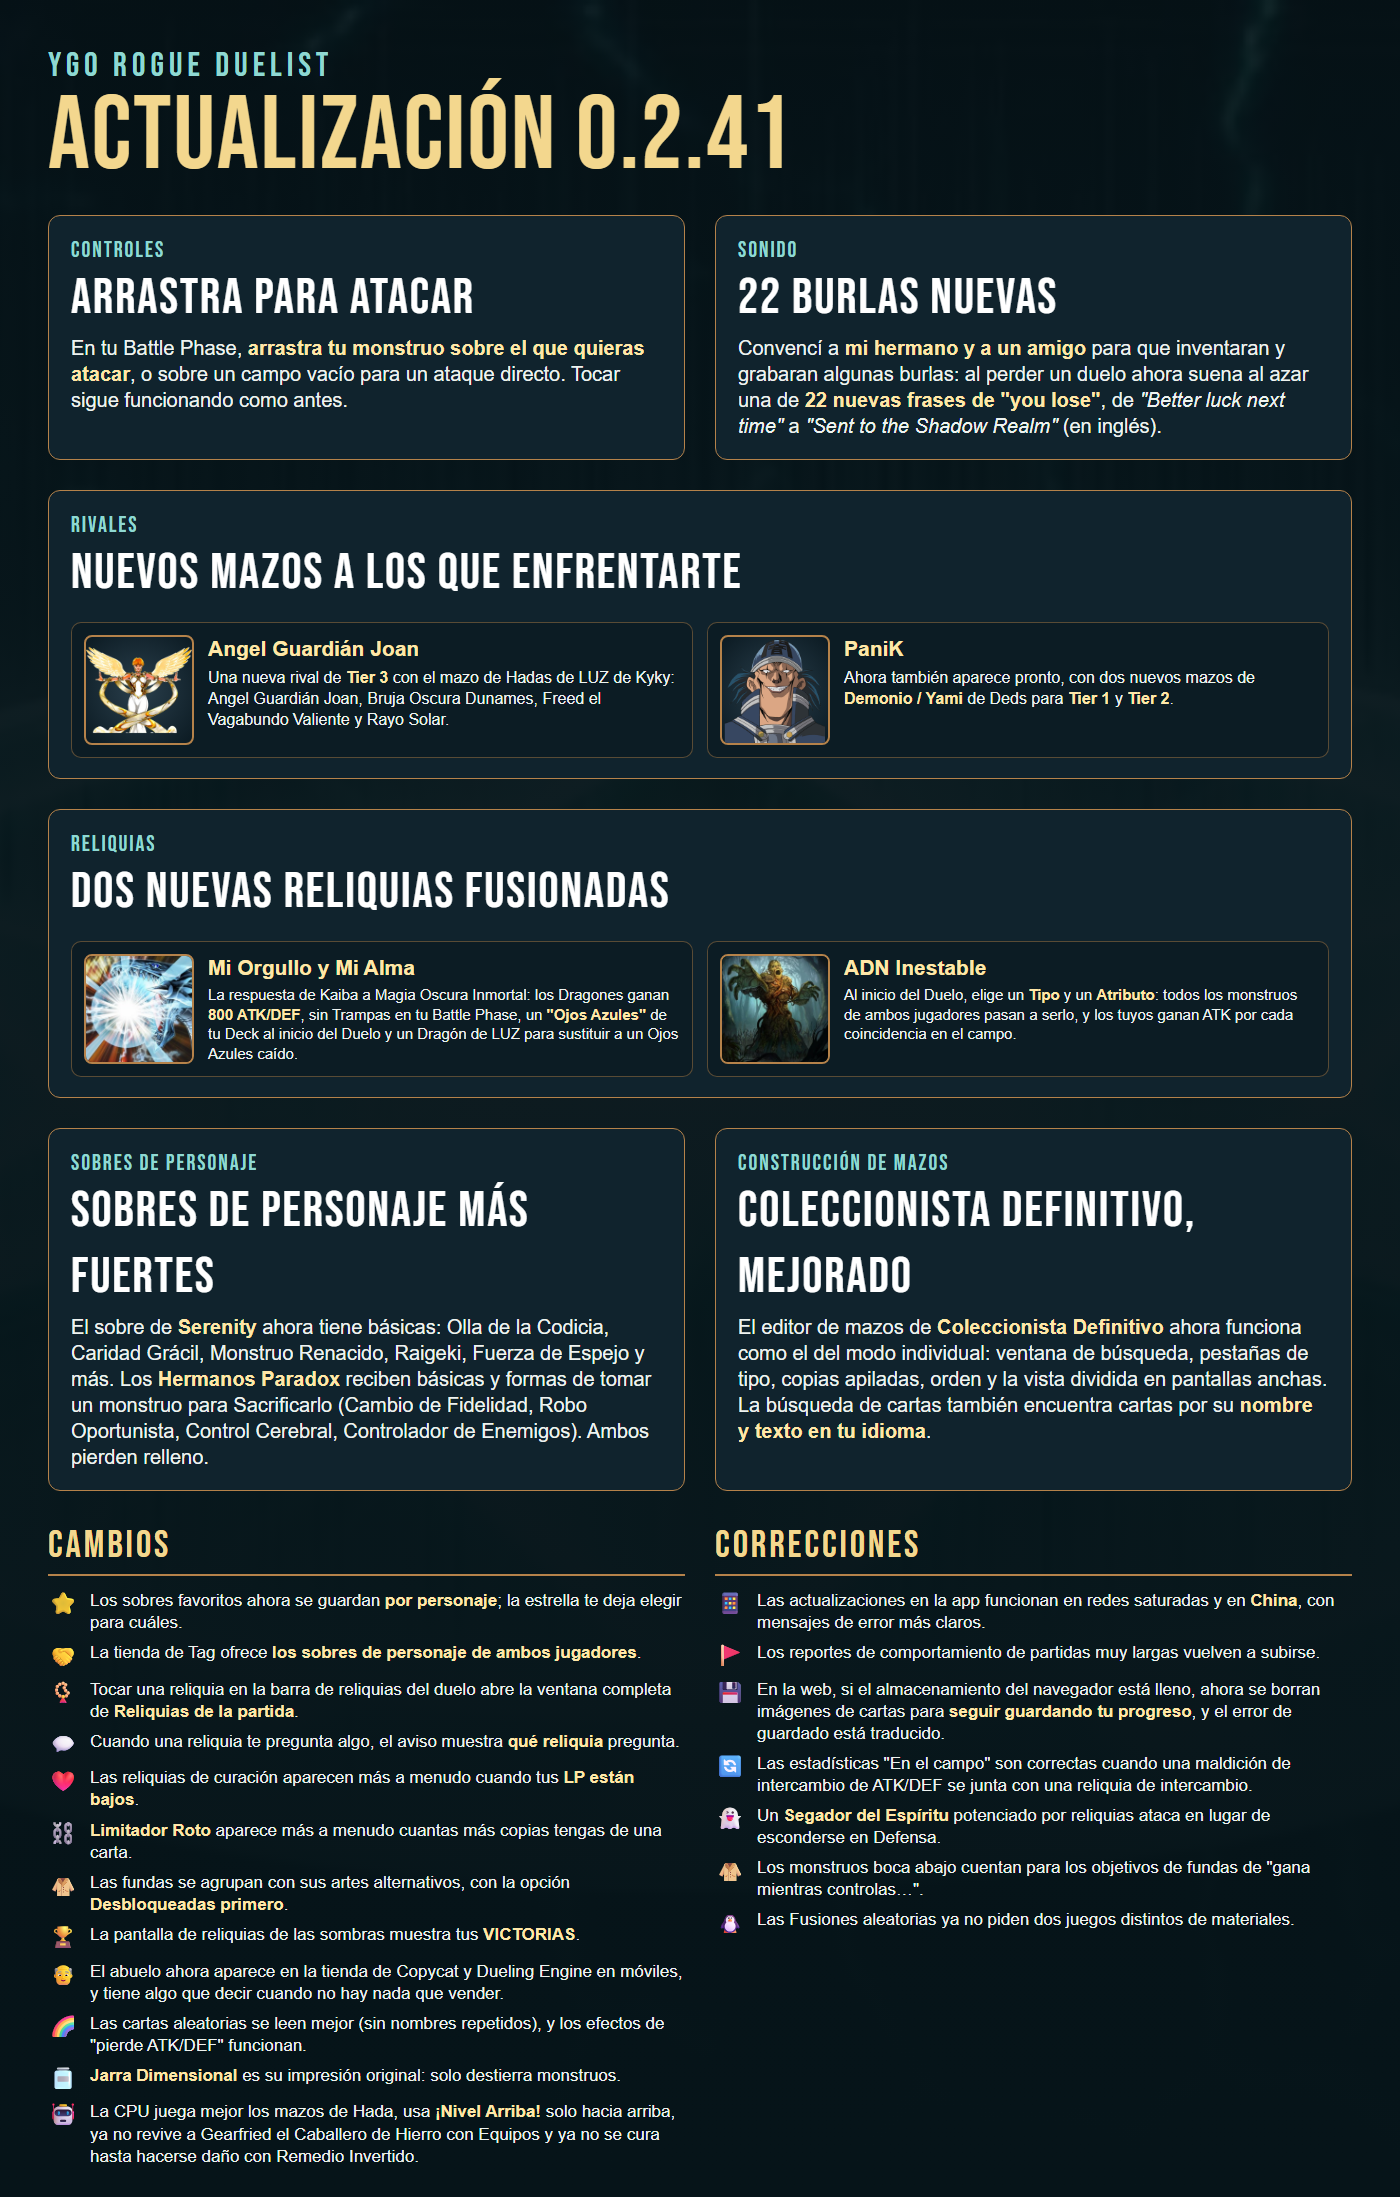 YGO ROGUE DUELIST
ACTUALIZACIÓN 0.2.41
CONTROLES
ARRASTRA PARA ATACAR
En tu Battle Phase, arrastra tu monstruo sobre el que quieras
atacar, o sobre un campo vacío para un ataque directo. Tocar
sigue funcionando como antes.
SONIDO
22 BURLAS NUEVAS
Convencí a mi hermano y a un amigo para que inventaran y
grabaran algunas burlas: al perder un duelo ahora suena al azar
una de 22 nuevas frases de "you lose", de "Better luck next
time" a "Sent to the Shadow Realm" (en inglés).
RIVALES
NUEVOS MAZOS A LOS QUE ENFRENTARTE
Angel Guardián Joan
Una nueva rival de Tier 3 con el mazo de Hadas de LUZ de Kyky:
Angel Guardián Joan, Bruja Oscura Dunames, Freed el
Vagabundo Valiente y Rayo Solar.
PaniK
Ahora también aparece pronto, con dos nuevos mazos de
Demonio / Yami de Deds para Tier 1 y Tier 2.
RELIQUIAS
DOS NUEVAS RELIQUIAS FUSIONADAS
Mi Orgullo y Mi Alma
La respuesta de Kaiba a Magia Oscura Inmortal: los Dragones ganan
800 ATK/DEF, sin Trampas en tu Battle Phase, un "Ojos Azules" de
tu Deck al inicio del Duelo y un Dragón de LUZ para sustituir a un Ojos
Azules caído.
ADN Inestable
Al inicio del Duelo, elige un Tipo y un Atributo: todos los monstruos
de ambos jugadores pasan a serlo, y los tuyos ganan ATK por cada
coincidencia en el campo.
SOBRES DE PERSONAJE
SOBRES DE PERSONAJE MÁS
FUERTES
El sobre de Serenity ahora tiene básicas: Olla de la Codicia,
Caridad Grácil, Monstruo Renacido, Raigeki, Fuerza de Espejo y
más. Los Hermanos Paradox reciben básicas y formas de tomar
un monstruo para Sacrificarlo (Cambio de Fidelidad, Robo
Oportunista, Control Cerebral, Controlador de Enemigos). Ambos
pierden relleno.
CONSTRUCCIÓN DE MAZOS
COLECCIONISTA DEFINITIVO,
MEJORADO
El editor de mazos de Coleccionista Definitivo ahora funciona
como el del modo individual: ventana de búsqueda, pestañas de
tipo, copias apiladas, orden y la vista dividida en pantallas anchas.
La búsqueda de cartas también encuentra cartas por su nombre
y texto en tu idioma.
CAMBIOS
Los sobres favoritos ahora se guardan por personaje; la estrella te deja elegir
para cuáles.
La tienda de Tag ofrece los sobres de personaje de ambos jugadores.
Tocar una reliquia en la barra de reliquias del duelo abre la ventana completa
de Reliquias de la partida.
Cuando una reliquia te pregunta algo, el aviso muestra qué reliquia pregunta.
Las reliquias de curación aparecen más a menudo cuando tus LP están
bajos.
Limitador Roto aparece más a menudo cuantas más copias tengas de una
carta.
Las fundas se agrupan con sus artes alternativos, con la opción
Desbloqueadas primero.
La pantalla de reliquias de las sombras muestra tus VICTORIAS.
El abuelo ahora aparece en la tienda de Copycat y Dueling Engine en móviles,
y tiene algo que decir cuando no hay nada que vender.
Las cartas aleatorias se leen mejor (sin nombres repetidos), y los efectos de
"pierde ATK/DEF" funcionan.
Jarra Dimensional es su impresión original: solo destierra monstruos.
La CPU juega mejor los mazos de Hada, usa ¡Nivel Arriba! solo hacia arriba,
ya no revive a Gearfried el Caballero de Hierro con Equipos y ya no se cura
hasta hacerse daño con Remedio Invertido.
CORRECCIONES
Las actualizaciones en la app funcionan en redes saturadas y en China, con
mensajes de error más claros.
Los reportes de comportamiento de partidas muy largas vuelven a subirse.
En la web, si el almacenamiento del navegador está lleno, ahora se borran
imágenes de cartas para seguir guardando tu progreso, y el error de
guardado está traducido.
Las estadísticas "En el campo" son correctas cuando una maldición de
intercambio de ATK/DEF se junta con una reliquia de intercambio.
Un Segador del Espíritu potenciado por reliquias ataca en lugar de
esconderse en Defensa.
Los monstruos boca abajo cuentan para los objetivos de fundas de "gana
mientras controlas…".
Las Fusiones aleatorias ya no piden dos juegos distintos de materiales.